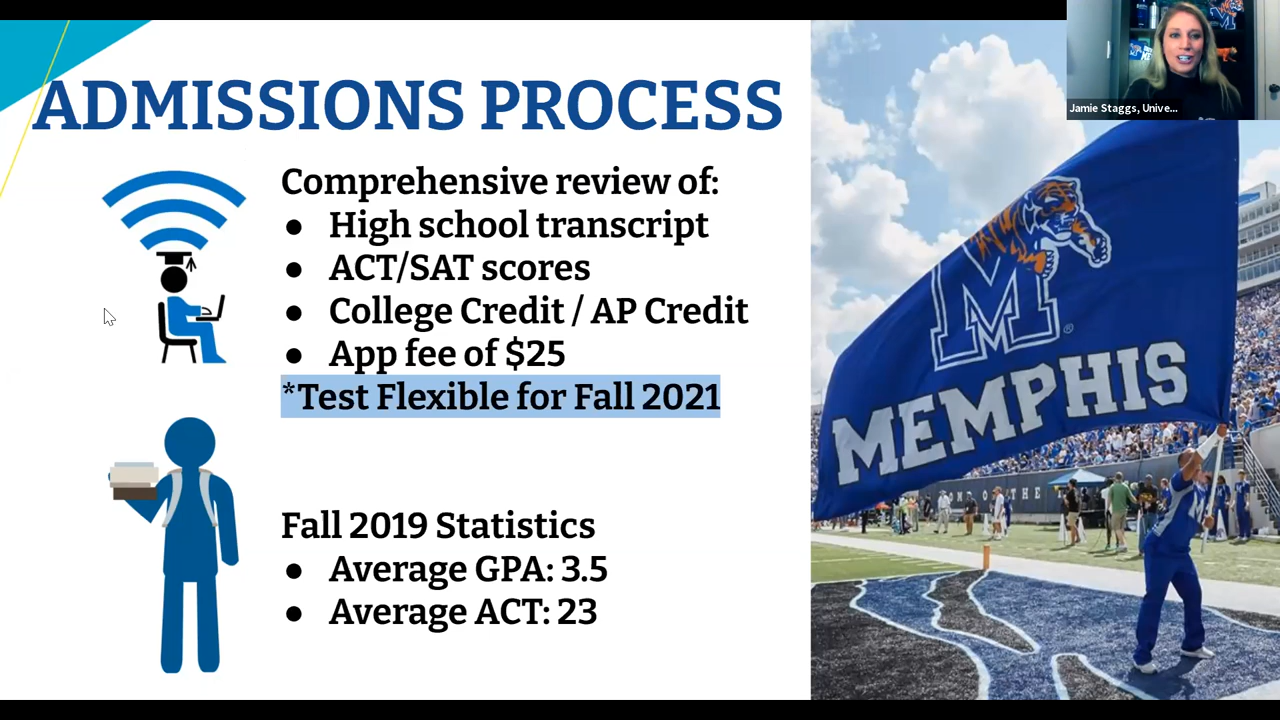 ADMISSIONS PROCESS
Comprehensive review of:
● High school transcript
● ACT/SAT scores
● College Credit / AP Credit
● App fee of $25
*Test Flexible for Fall 2021
Fall 2019 Statistics
● Average GPA: 3.5
● Average ACT: 23
Jamie Staggs, Unive...
M
®
MEMPHIS
OF THE